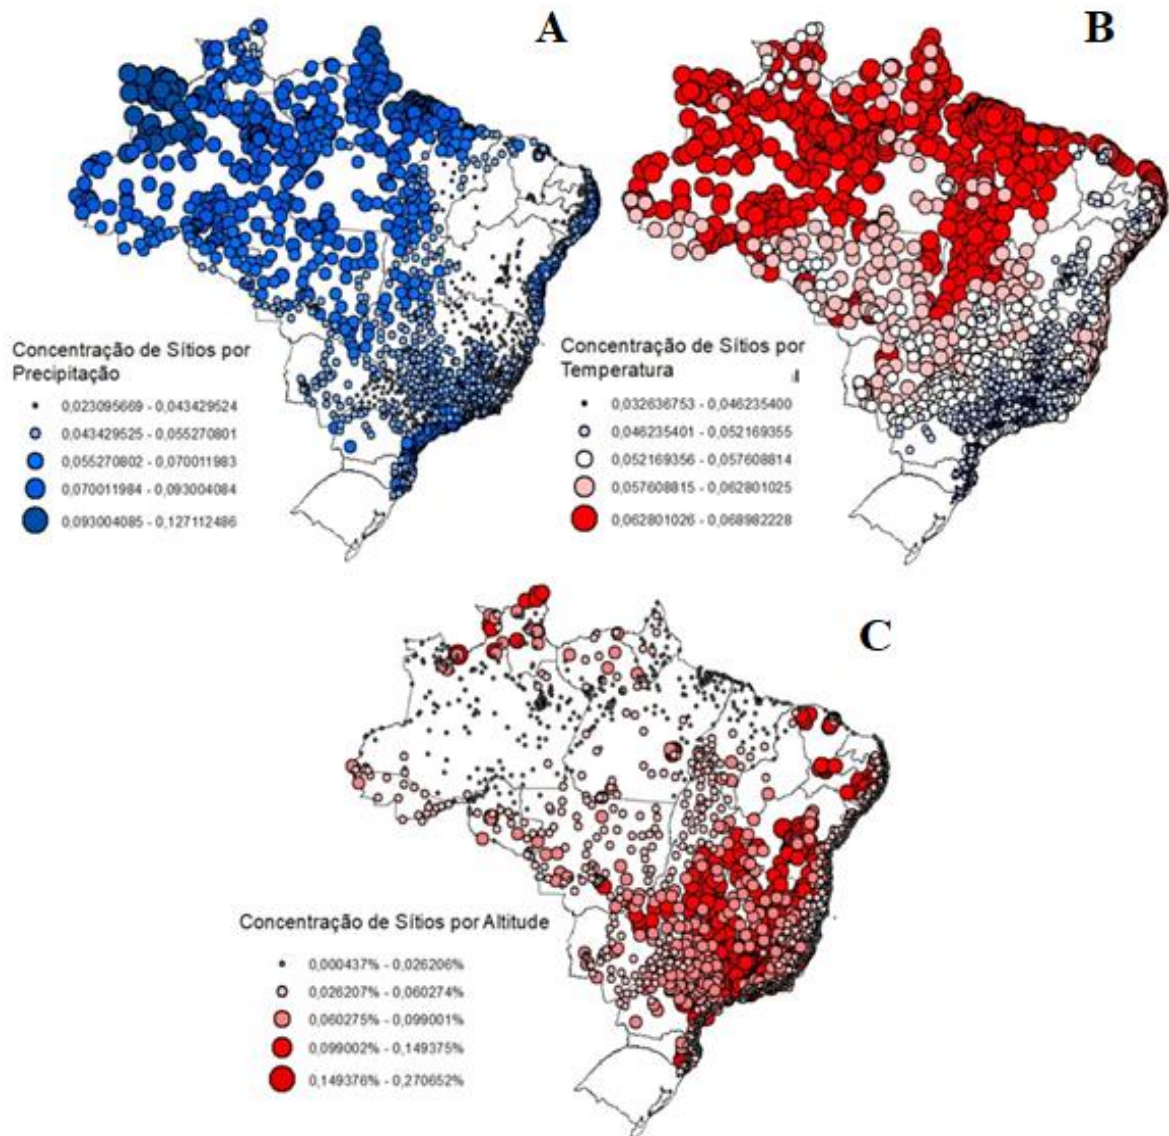 A
B
Concentração de Sítios por
Precipitação
0,023095669 - 0,043429524
0,043429525 - 0,055270801
0,055270802 - 0,070011983
0,070011984 - 0,093004084
0,093004085 - 0,127112486
Concentração de Sítios por
Temperatura
0,032636753 - 0,046235400
0,046235401 - 0,052169355
0,052169356 - 0,057608814
0,057608815 - 0,062801025
0,062801026 - 0,068982228
C
Concentração de Sítios por Altitude
0,000437% - 0,026206%
0,026207% - 0,060274%
0,060275% - 0,099001%
0,099002% - 0,149375%
0,149376% - 0,270652%